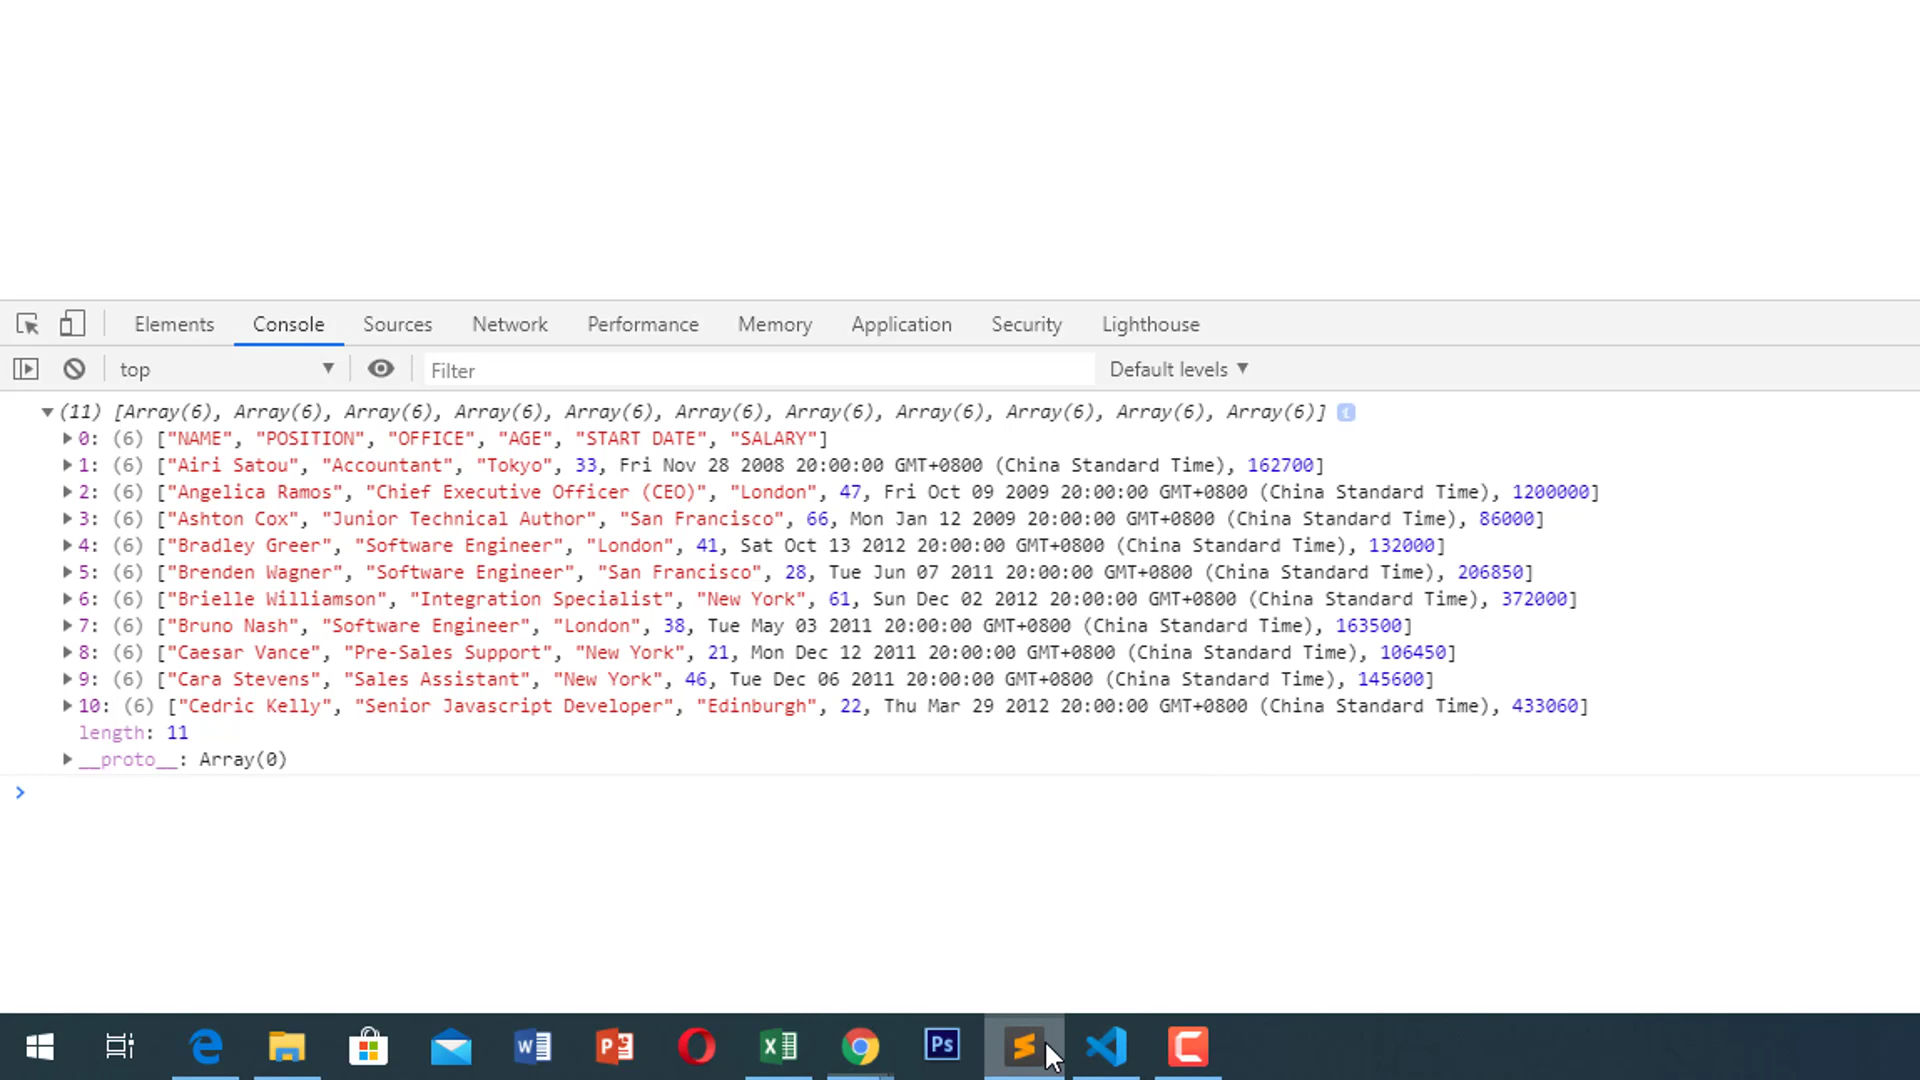 Elements Console Sources Network Performance Memory Application Security Lighthouse
top Filter Default levels
(11) [Array(6), Array(6), Array(6), Array(6), Array(6), Array(6), Array(6), Array(6), Array(6), Array(6), Array(6)] i
0: (6) ["NAME", "POSITION", "OFFICE", "AGE", "START DATE", "SALARY"]
1: (6) ["Airi Satou", "Accountant", "Tokyo", 33, Fri Nov 28 2008 20:00:00 GMT+0800 (China Standard Time), 162700]
2: (6) ["Angelica Ramos", "Chief Executive Officer (CEO)", "London", 47, Fri Oct 09 2009 20:00:00 GMT+0800 (China Standard Time), 1200000]
3: (6) ["Ashton Cox", "Junior Technical Author", "San Francisco", 66, Mon Jan 12 2009 20:00:00 GMT+0800 (China Standard Time), 86000]
4: (6) ["Bradley Greer", "Software Engineer", "London", 41, Sat Oct 13 2012 20:00:00 GMT+0800 (China Standard Time), 132000]
5: (6) ["Brenden Wagner", "Software Engineer", "San Francisco", 28, Tue Jun 07 2011 20:00:00 GMT+0800 (China Standard Time), 206850]
6: (6) ["Brielle Williamson", "Integration Specialist", "New York", 61, Sun Dec 02 2012 20:00:00 GMT+0800 (China Standard Time), 372000]
7: (6) ["Bruno Nash", "Software Engineer", "London", 38, Tue May 03 2011 20:00:00 GMT+0800 (China Standard Time), 163500]
8: (6) ["Caesar Vance", "Pre-Sales Support", "New York", 21, Mon Dec 12 2011 20:00:00 GMT+0800 (China Standard Time), 106450]
9: (6) ["Cara Stevens", "Sales Assistant", "New York", 46, Tue Dec 06 2011 20:00:00 GMT+0800 (China Standard Time), 145600]
10: (6) ["Cedric Kelly", "Senior Javascript Developer", "Edinburgh", 22, Thu Mar 29 2012 20:00:00 GMT+0800 (China Standard Time), 433060]
length: 11
__proto__: Array(0)
Ps